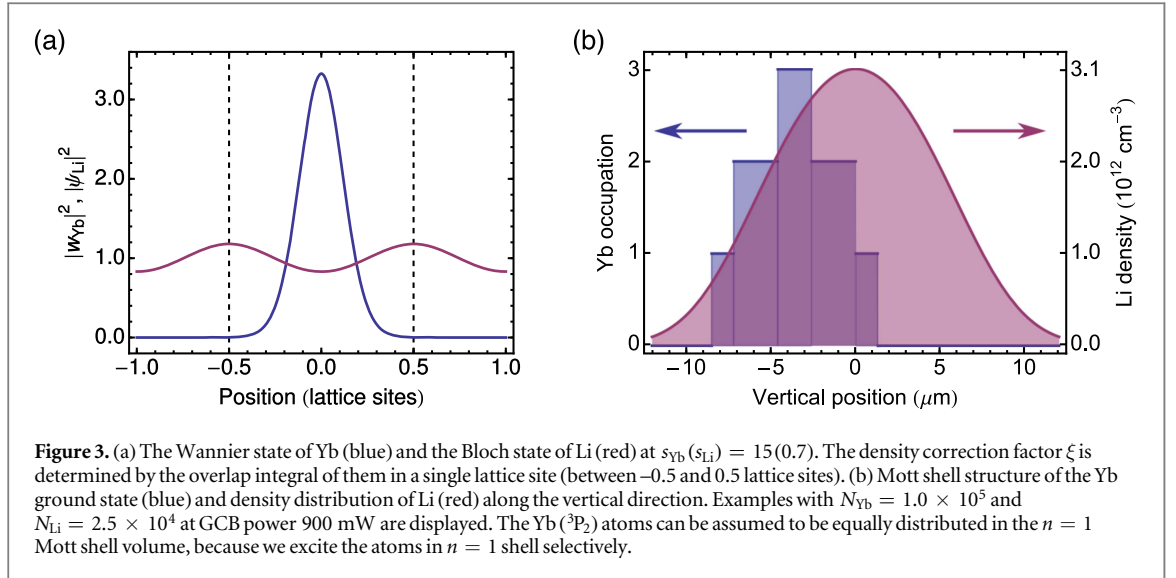 (a)
(b)
3.0
2.0
1.0
0.0
|wYb|², |ψLi|²
−1.0 −0.5 0.0 0.5 1.0
Position (lattice sites)
3
2
1
0
Yb occupation
3.1
2.0
1.0
0.0
Li density (10¹² cm⁻³)
−10 −5 0 5 10
Vertical position (μm)
Figure 3. (a) The Wannier state of Yb (blue) and the Bloch state of Li (red) at sYb (sLi) = 15(0.7). The density correction factor ξ is
determined by the overlap integral of them in a single lattice site (between –0.5 and 0.5 lattice sites). (b) Mott shell structure of the Yb
ground state (blue) and density distribution of Li (red) along the vertical direction. Examples with NYb = 1.0 × 10⁵ and
NLi = 2.5 × 10⁴ at GCB power 900 mW are displayed. The Yb (³P₂) atoms can be assumed to be equally distributed in the n = 1
Mott shell volume, because we excite the atoms in n = 1 shell selectively.